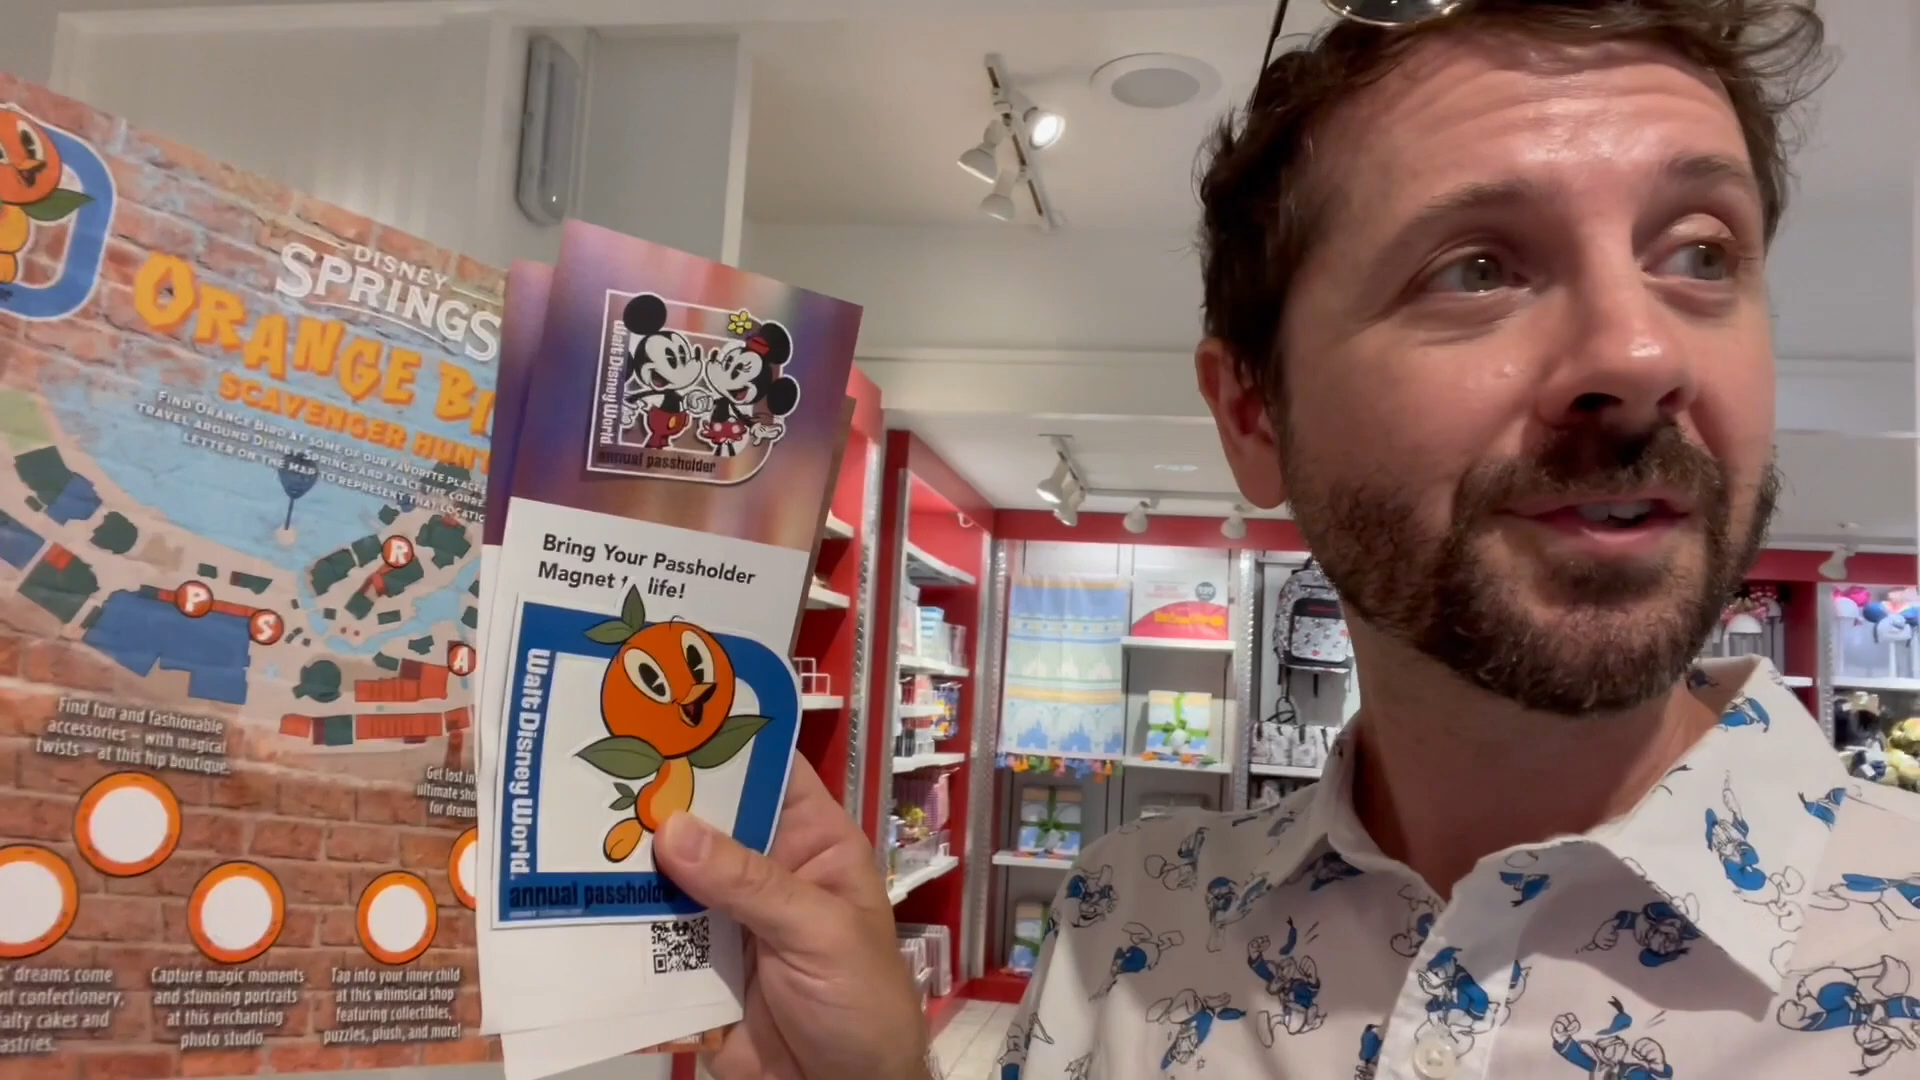 DISNEY
SPRINGS
ORANGE BI
SCAVENGER HUNT
FIND ORANGE BIRD AT SOME OF OUR FAVORITE PLACES
TRAVEL AROUND DISNEY SPRINGS AND PLACE THE CORRE
LETTER ON THE MAP TO REPRESENT THAT LOCATIO
R
P
S
A
Find fun and fashionable
accessories – with magical
twists – at this hip boutique.
Get lost in
ultimate sho
for dream
s' dreams come
nt confectionery,
ialty cakes and
astries.
Capture magic moments
and stunning portraits
at this enchanting
photo studio.
Tap into your inner child
at this whimsical shop
featuring collectibles,
puzzles, plush, and more!
Walt Disney World
annual passholder
Bring Your Passholder
Magnet life!
Walt Disney World
annual passholde